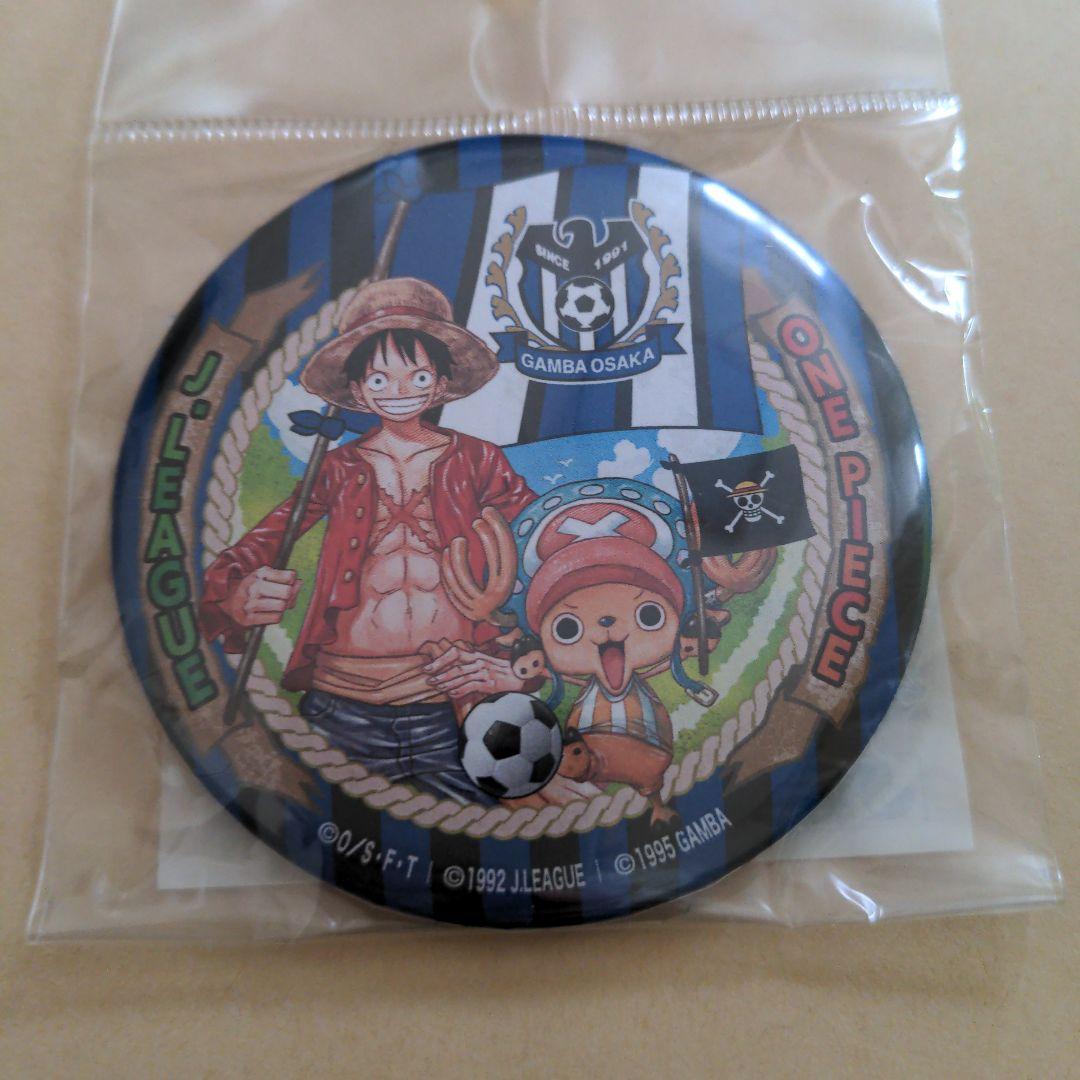 SINCE 1991
GAMBA OSAKA
J.LEAGUE
ONE PIECE
©O/S・F・T | ©1992 J.LEAGUE | ©1995 GAMBA